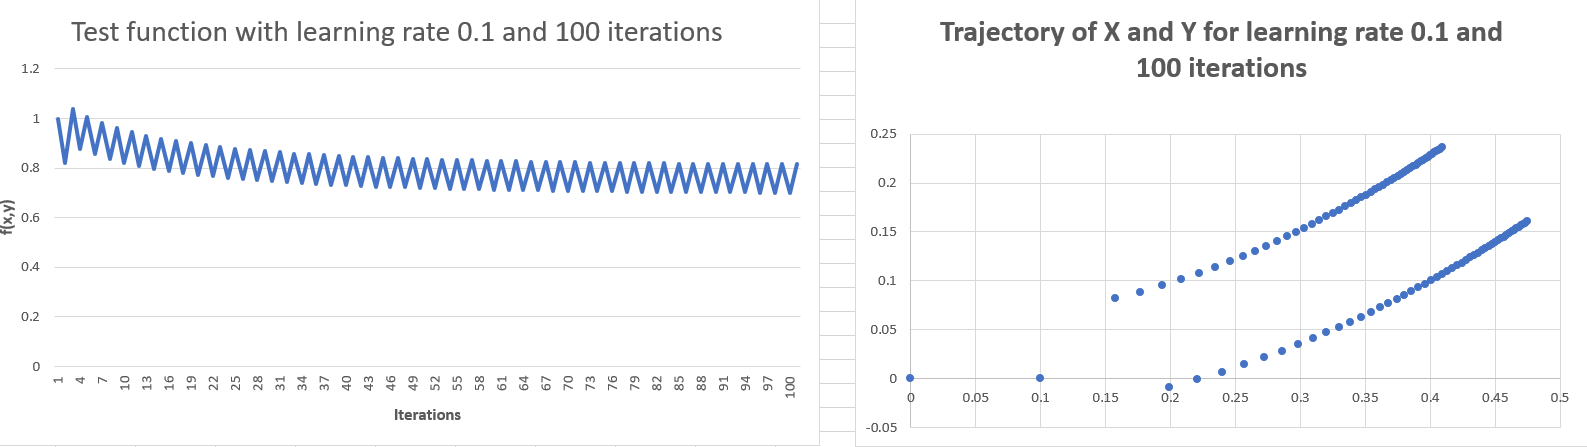 Test function with learning rate 0.1 and 100 iterations
1.2
1
0.8
0.6
0.4
0.2
0
f(x,y)
1 4 7 10 13 16 19 22 25 28 31 34 37 40 43 46 49 52 55 58 61 64 67 70 73 76 79 82 85 88 91 94 97 100
Iterations
Trajectory of X and Y for learning rate 0.1 and
100 iterations
0.25
0.2
0.15
0.1
0.05
0
-0.05
0 0.05 0.1 0.15 0.2 0.25 0.3 0.35 0.4 0.45 0.5